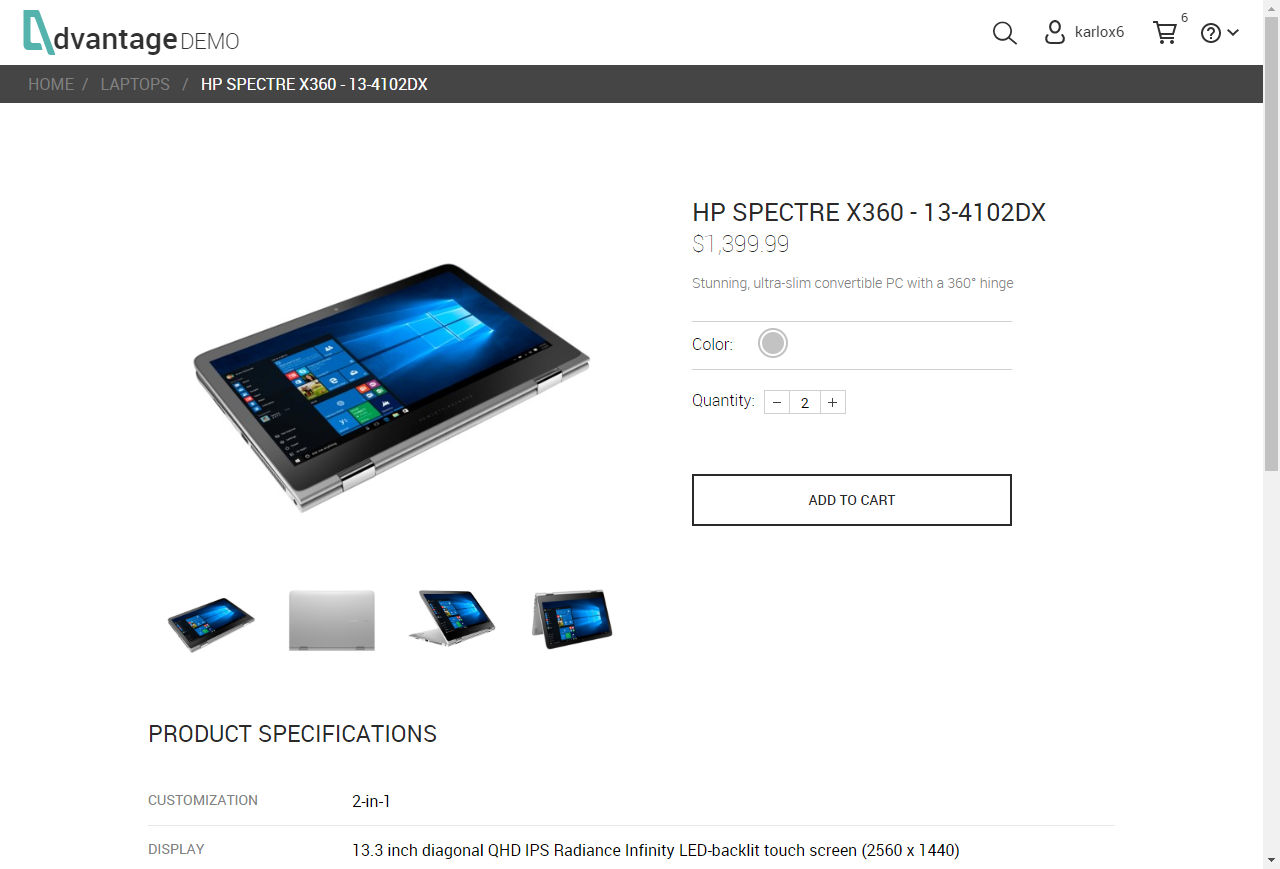 dvantage DEMO
karlox6
6
HOME / LAPTOPS / HP SPECTRE X360 - 13-4102DX
HP SPECTRE X360 - 13-4102DX
$1,399.99
Stunning, ultra-slim convertible PC with a 360° hinge
Color:
Quantity: − 2 +
ADD TO CART
PRODUCT SPECIFICATIONS
CUSTOMIZATION 2-in-1
DISPLAY 13.3 inch diagonal QHD IPS Radiance Infinity LED-backlit touch screen (2560 x 1440)